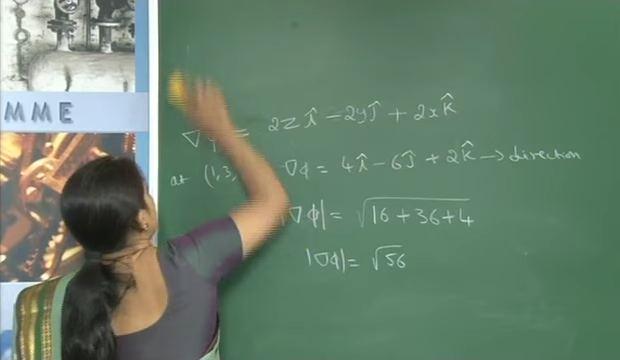 MME
∇φ = 2z î − 2y ĵ + 2x k̂
at (1,3, ∇φ = 4î − 6ĵ + 2k̂ → direction
|∇φ| = √16+36+4
|∇φ| = √56